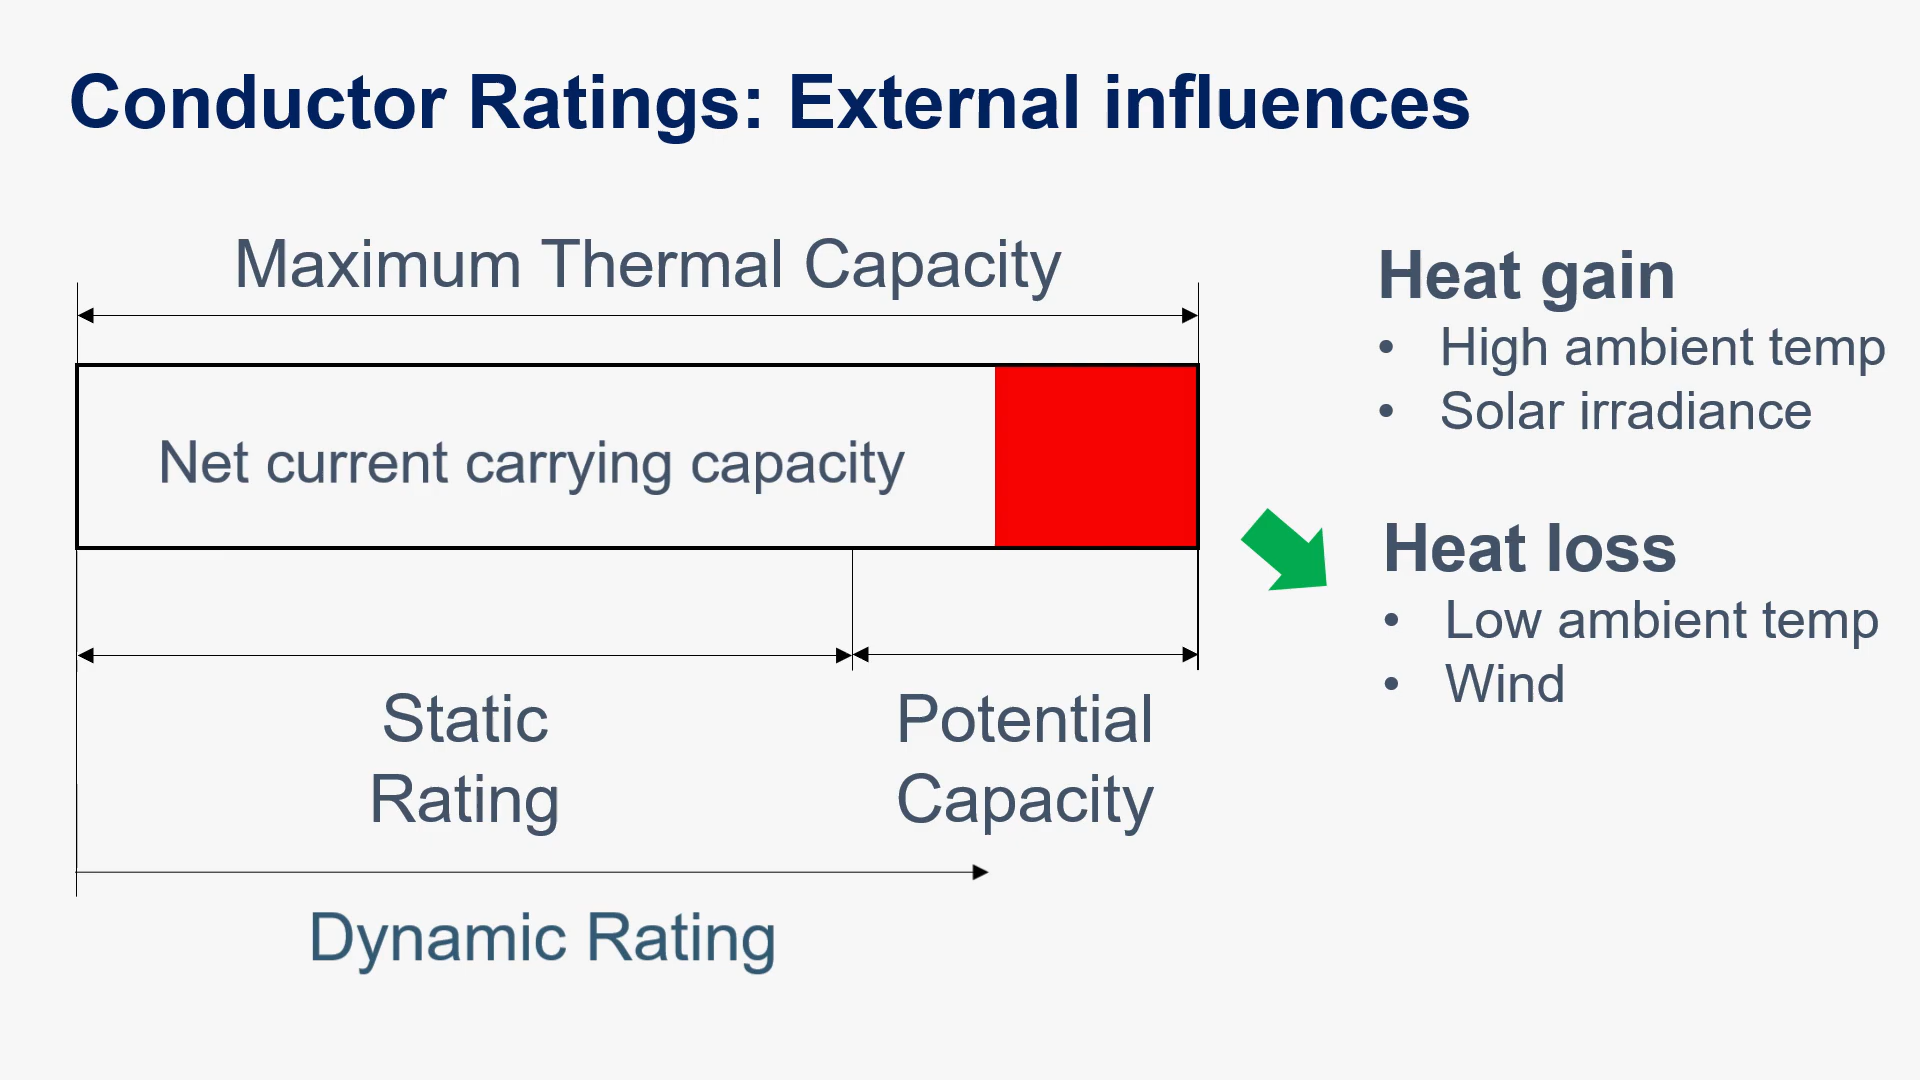 Conductor Ratings: External influences
Maximum Thermal Capacity
Net current carrying capacity
Static
Rating
Potential
Capacity
Dynamic Rating
Heat gain
• High ambient temp
• Solar irradiance
Heat loss
• Low ambient temp
• Wind